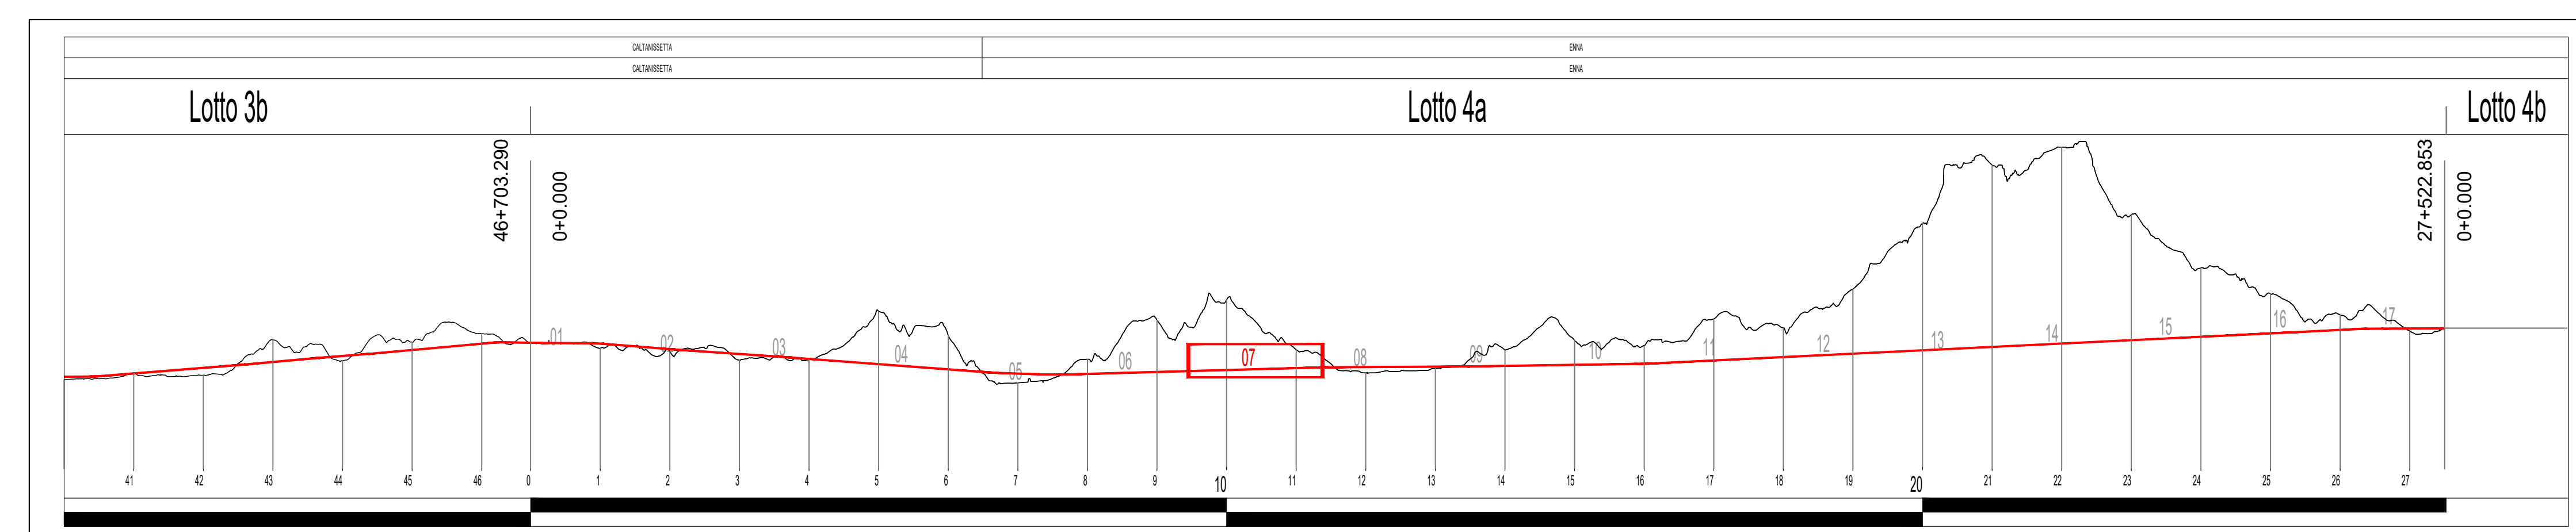 CALTANISSETTA ENNA
CALTANISSETTA ENNA
Lotto 3b Lotto 4a Lotto 4b
46+703.290 0+0.000 27+522.853 0+0.000
01 02 03 04 05 06 07 08 09 10 11 12 13 14 15 16 17
41 42 43 44 45 46 0 1 2 3 4 5 6 7 8 9 10 11 12 13 14 15 16 17 18 19 20 21 22 23 24 25 26 27